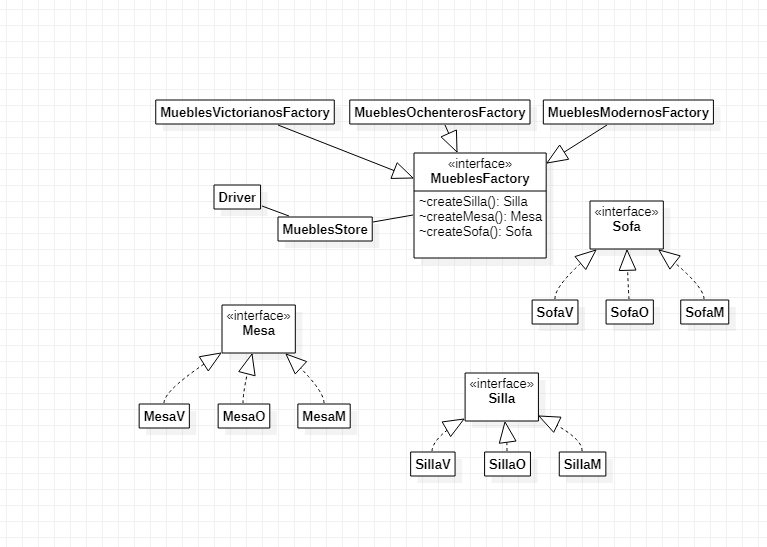 MueblesVictorianosFactory
MueblesOchenterosFactory
MueblesModernosFactory
«interface»
MueblesFactory
~createSilla(): Silla
~createMesa(): Mesa
~createSofa(): Sofa
Driver
MueblesStore
«interface»
Sofa
SofaV
SofaO
SofaM
«interface»
Mesa
MesaV
MesaO
MesaM
«interface»
Silla
SillaV
SillaO
SillaM